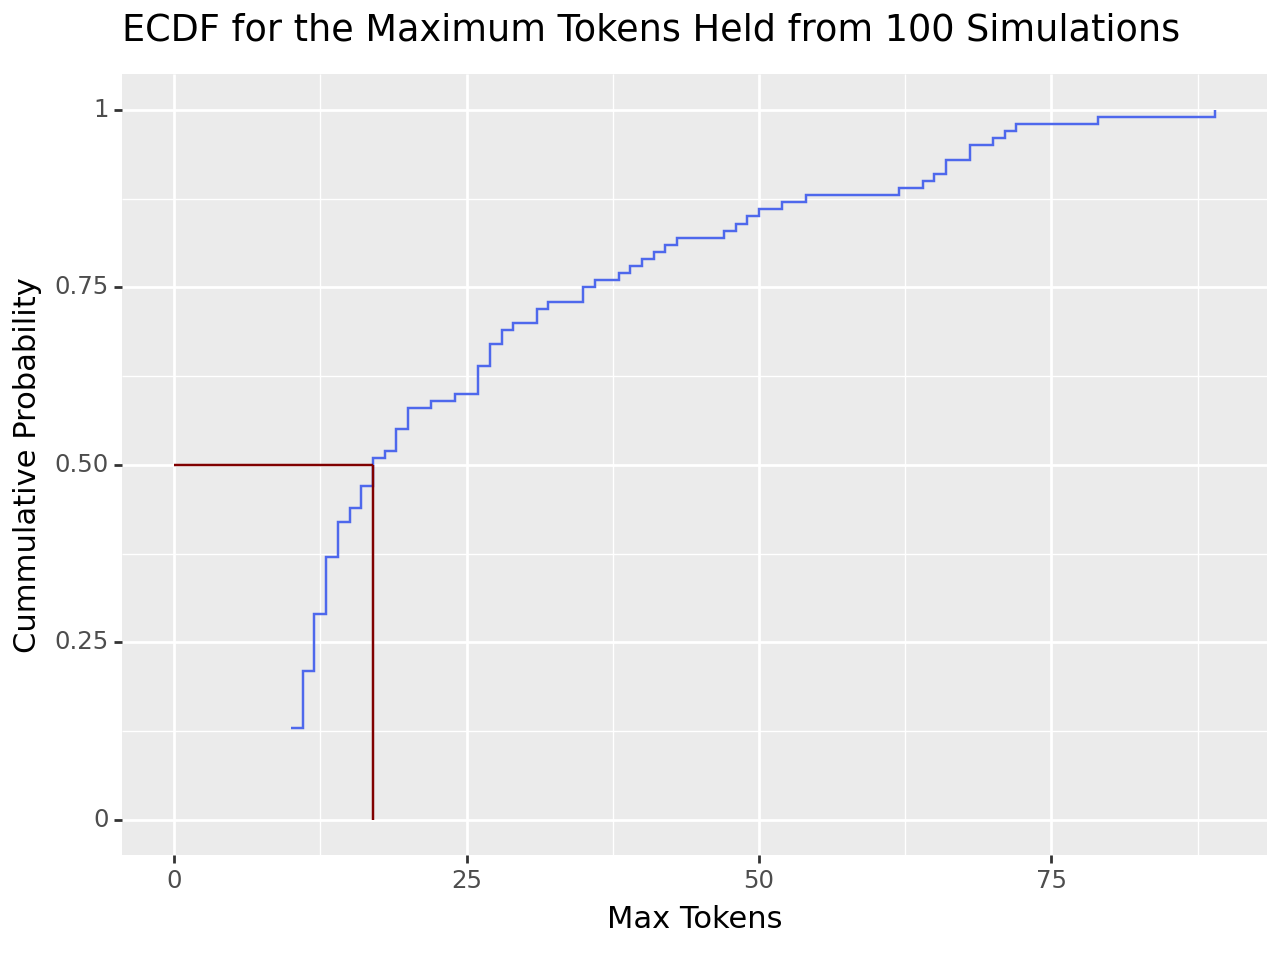 ECDF for the Maximum Tokens Held from 100 Simulations
Cummulative Probability
1
0.75
0.50
0.25
0
0 25 50 75
Max Tokens